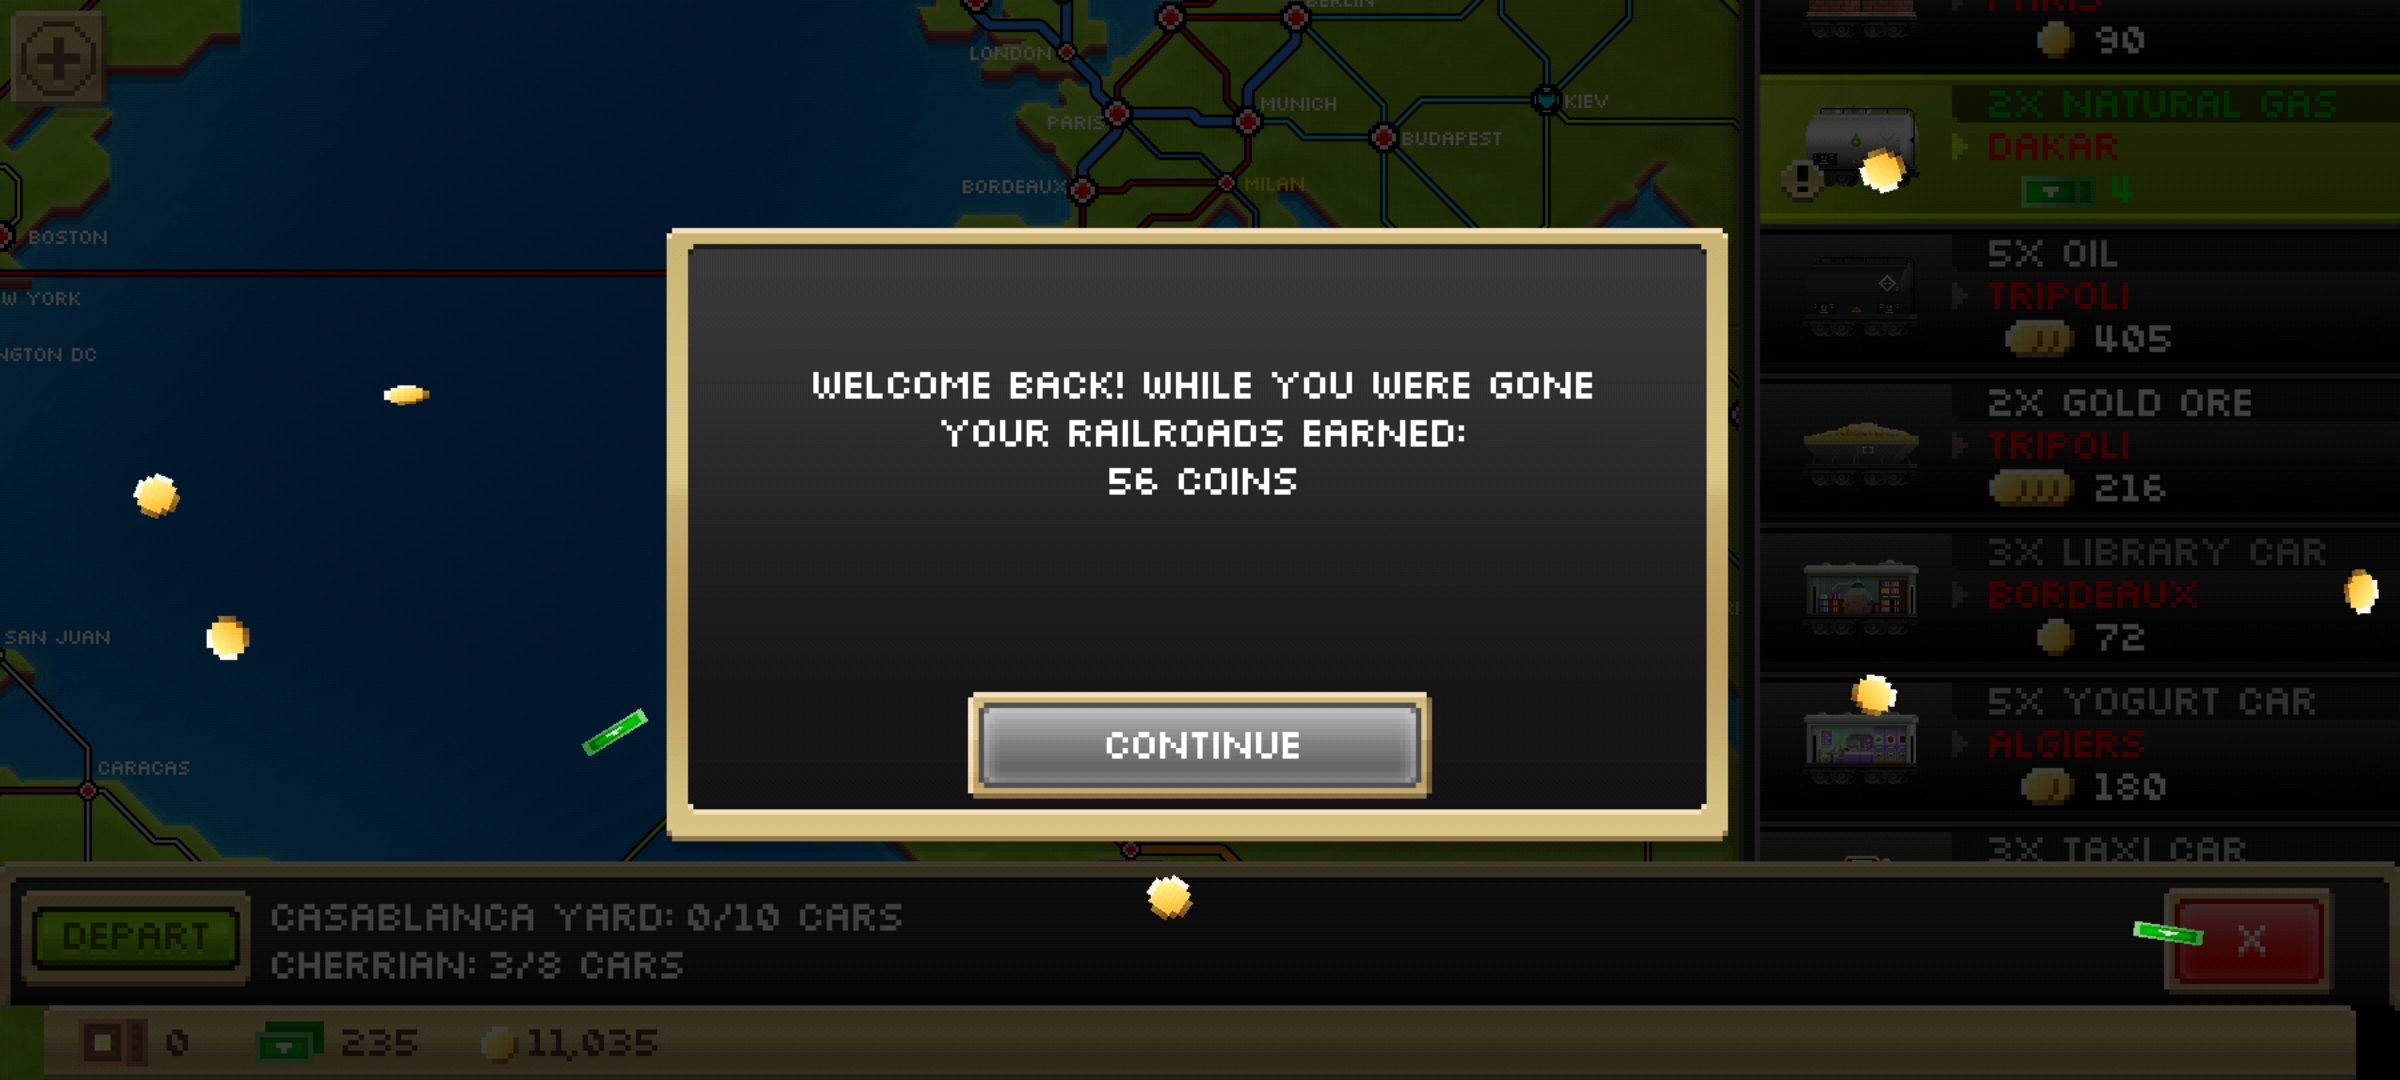 BERLIN
LONDON
PARIS
MUNICH
KIEV
BUDAPEST
BORDEAUX
MILAN
BOSTON
W YORK
NGTON DC
SAN JUAN
CARACAS
WELCOME BACK! WHILE YOU WERE GONE
YOUR RAILROADS EARNED:
56 COINS
CONTINUE
PARIS
90
2X NATURAL GAS
DAKAR
4
5X OIL
TRIPOLI
405
2X GOLD ORE
TRIPOLI
216
3X LIBRARY CAR
BORDEAUX
72
5X YOGURT CAR
ALGIERS
180
3X TAXI CAR
DEPART
CASABLANCA YARD: 0/10 CARS
CHERRIAN: 3/8 CARS
X
0
235
11,035